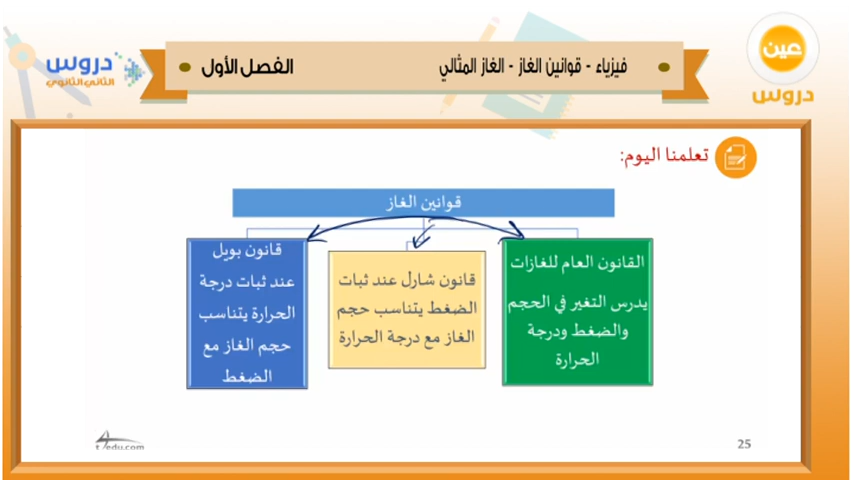 عين
دروس
فيزياء - قوانين الغاز - الغاز المثالي
الفصل الأول
دروس
الثاني الثانوي
تعلمنا اليوم:
قوانين الغاز
القانون العام للغازات
يدرس التغير في الحجم
والضغط ودرجة
الحرارة
قانون شارل عند ثبات
الضغط يتناسب حجم
الغاز مع درجة الحرارة
قانون بويل
عند ثبات درجة
الحرارة يتناسب
حجم الغاز مع
الضغط
25